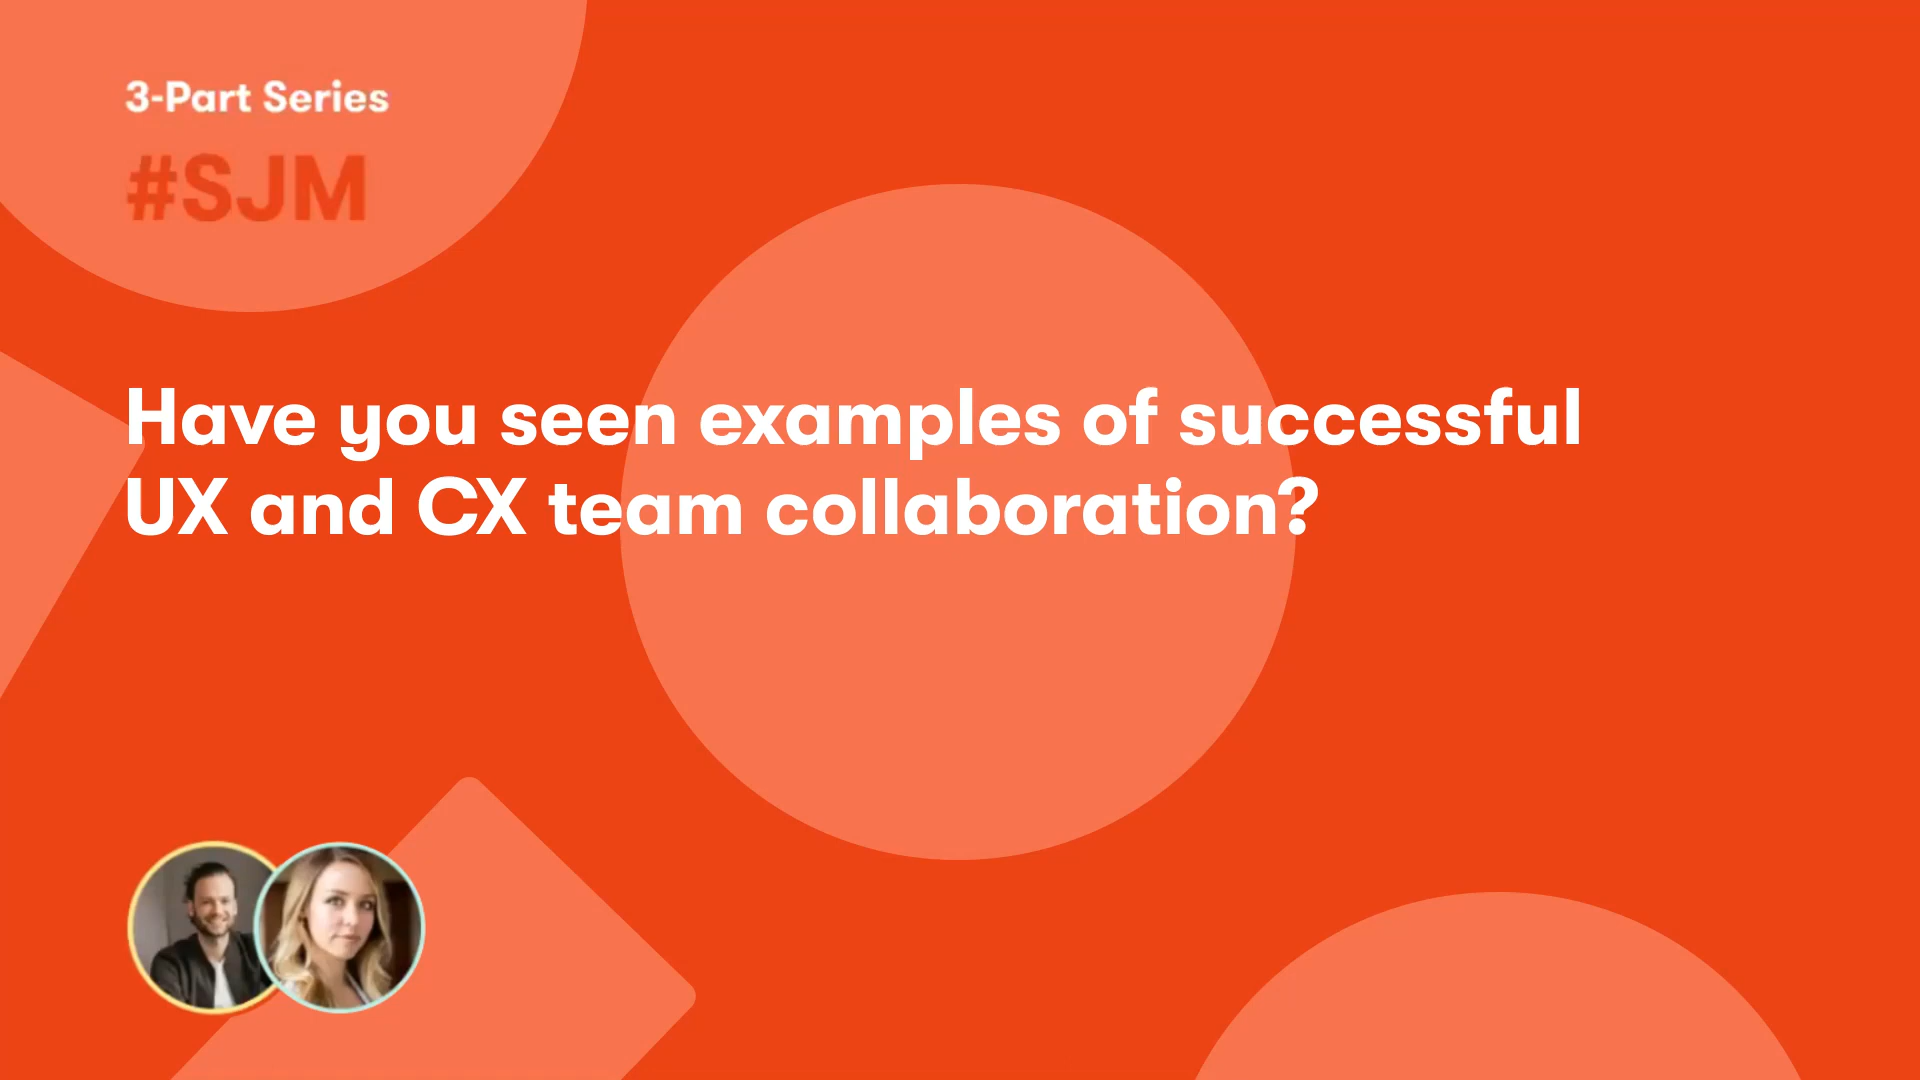 3-Part Series
#SJM
Have you seen examples of successful
UX and CX team collaboration?